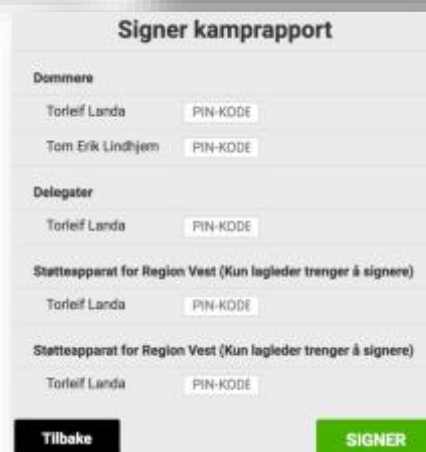 Signer kamprapport
Dommere
Torleif Landa PIN-KODE
Tom Erik Lindhjem PIN-KODE
Delegater
Torleif Landa PIN-KODE
Støtteapparat for Region Vest (Kun lagleder trenger å signere)
Torleif Landa PIN-KODE
Støtteapparat for Region Vest (Kun lagleder trenger å signere)
Torleif Landa PIN-KODE
Tilbake SIGNER